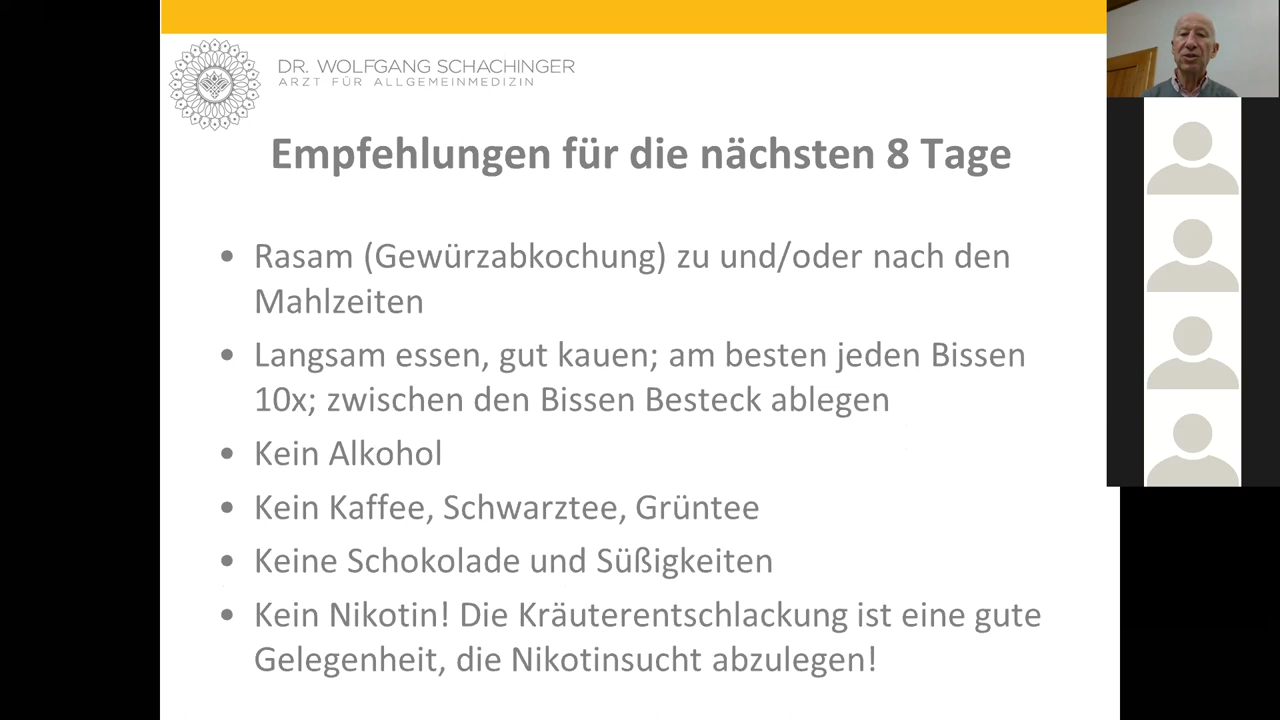 DR. WOLFGANG SCHACHINGER
ARZT FÜR ALLGEMEINMEDIZIN
Empfehlungen für die nächsten 8 Tage
• Rasam (Gewürzabkochung) zu und/oder nach den
Mahlzeiten
• Langsam essen, gut kauen; am besten jeden Bissen
10x; zwischen den Bissen Besteck ablegen
• Kein Alkohol
• Kein Kaffee, Schwarztee, Grüntee
• Keine Schokolade und Süßigkeiten
• Kein Nikotin! Die Kräuterentschlackung ist eine gute
Gelegenheit, die Nikotinsucht abzulegen!